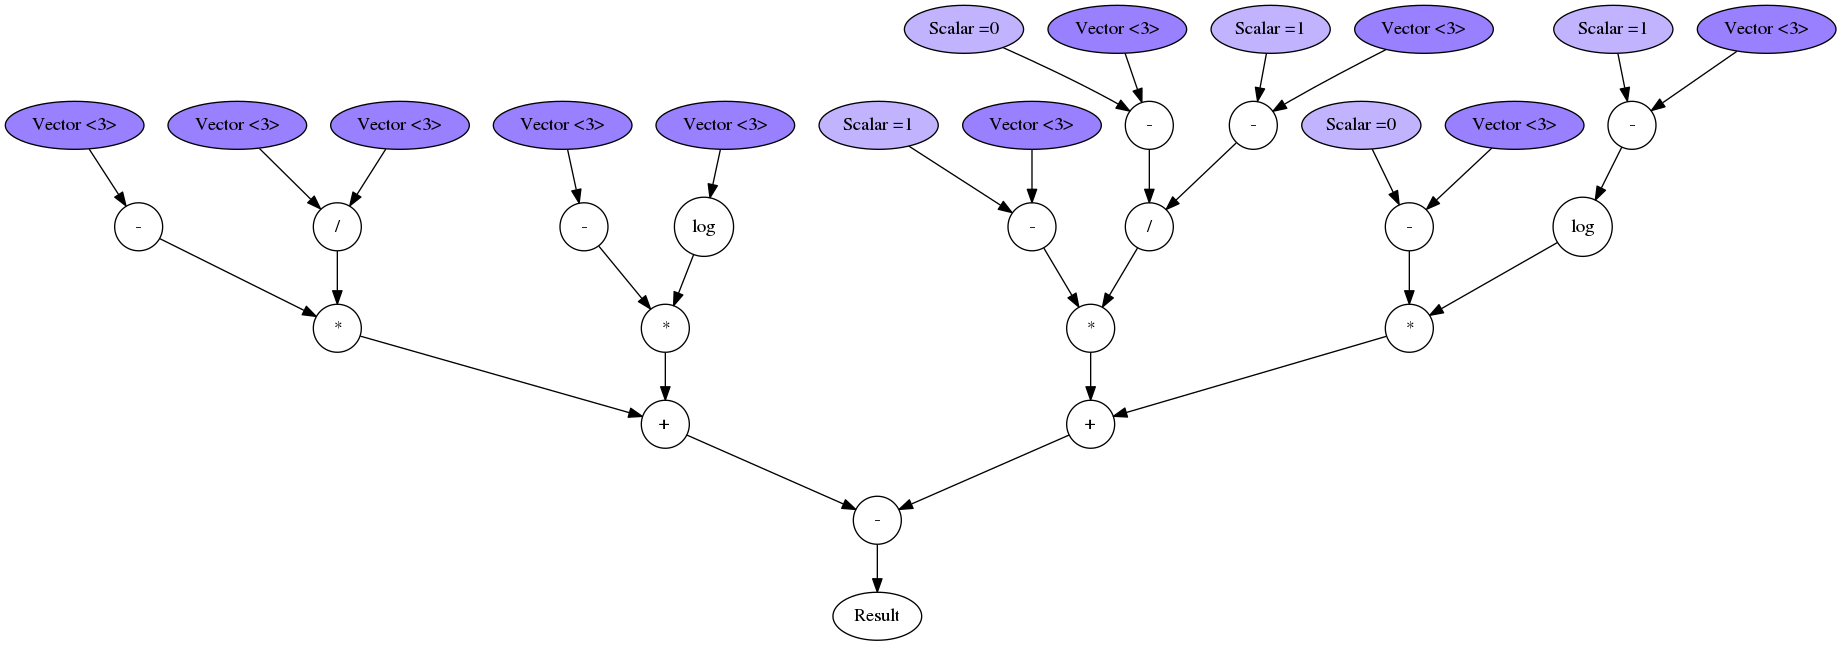 Scalar =0 Vector <3> Scalar =1 Vector <3> Scalar =1 Vector <3>
Vector <3> Vector <3> Vector <3> Vector <3> Vector <3> Scalar =1 Vector <3> - - Scalar =0 Vector <3> -
- / - log - / - log
* * * *
+ +
-
Result